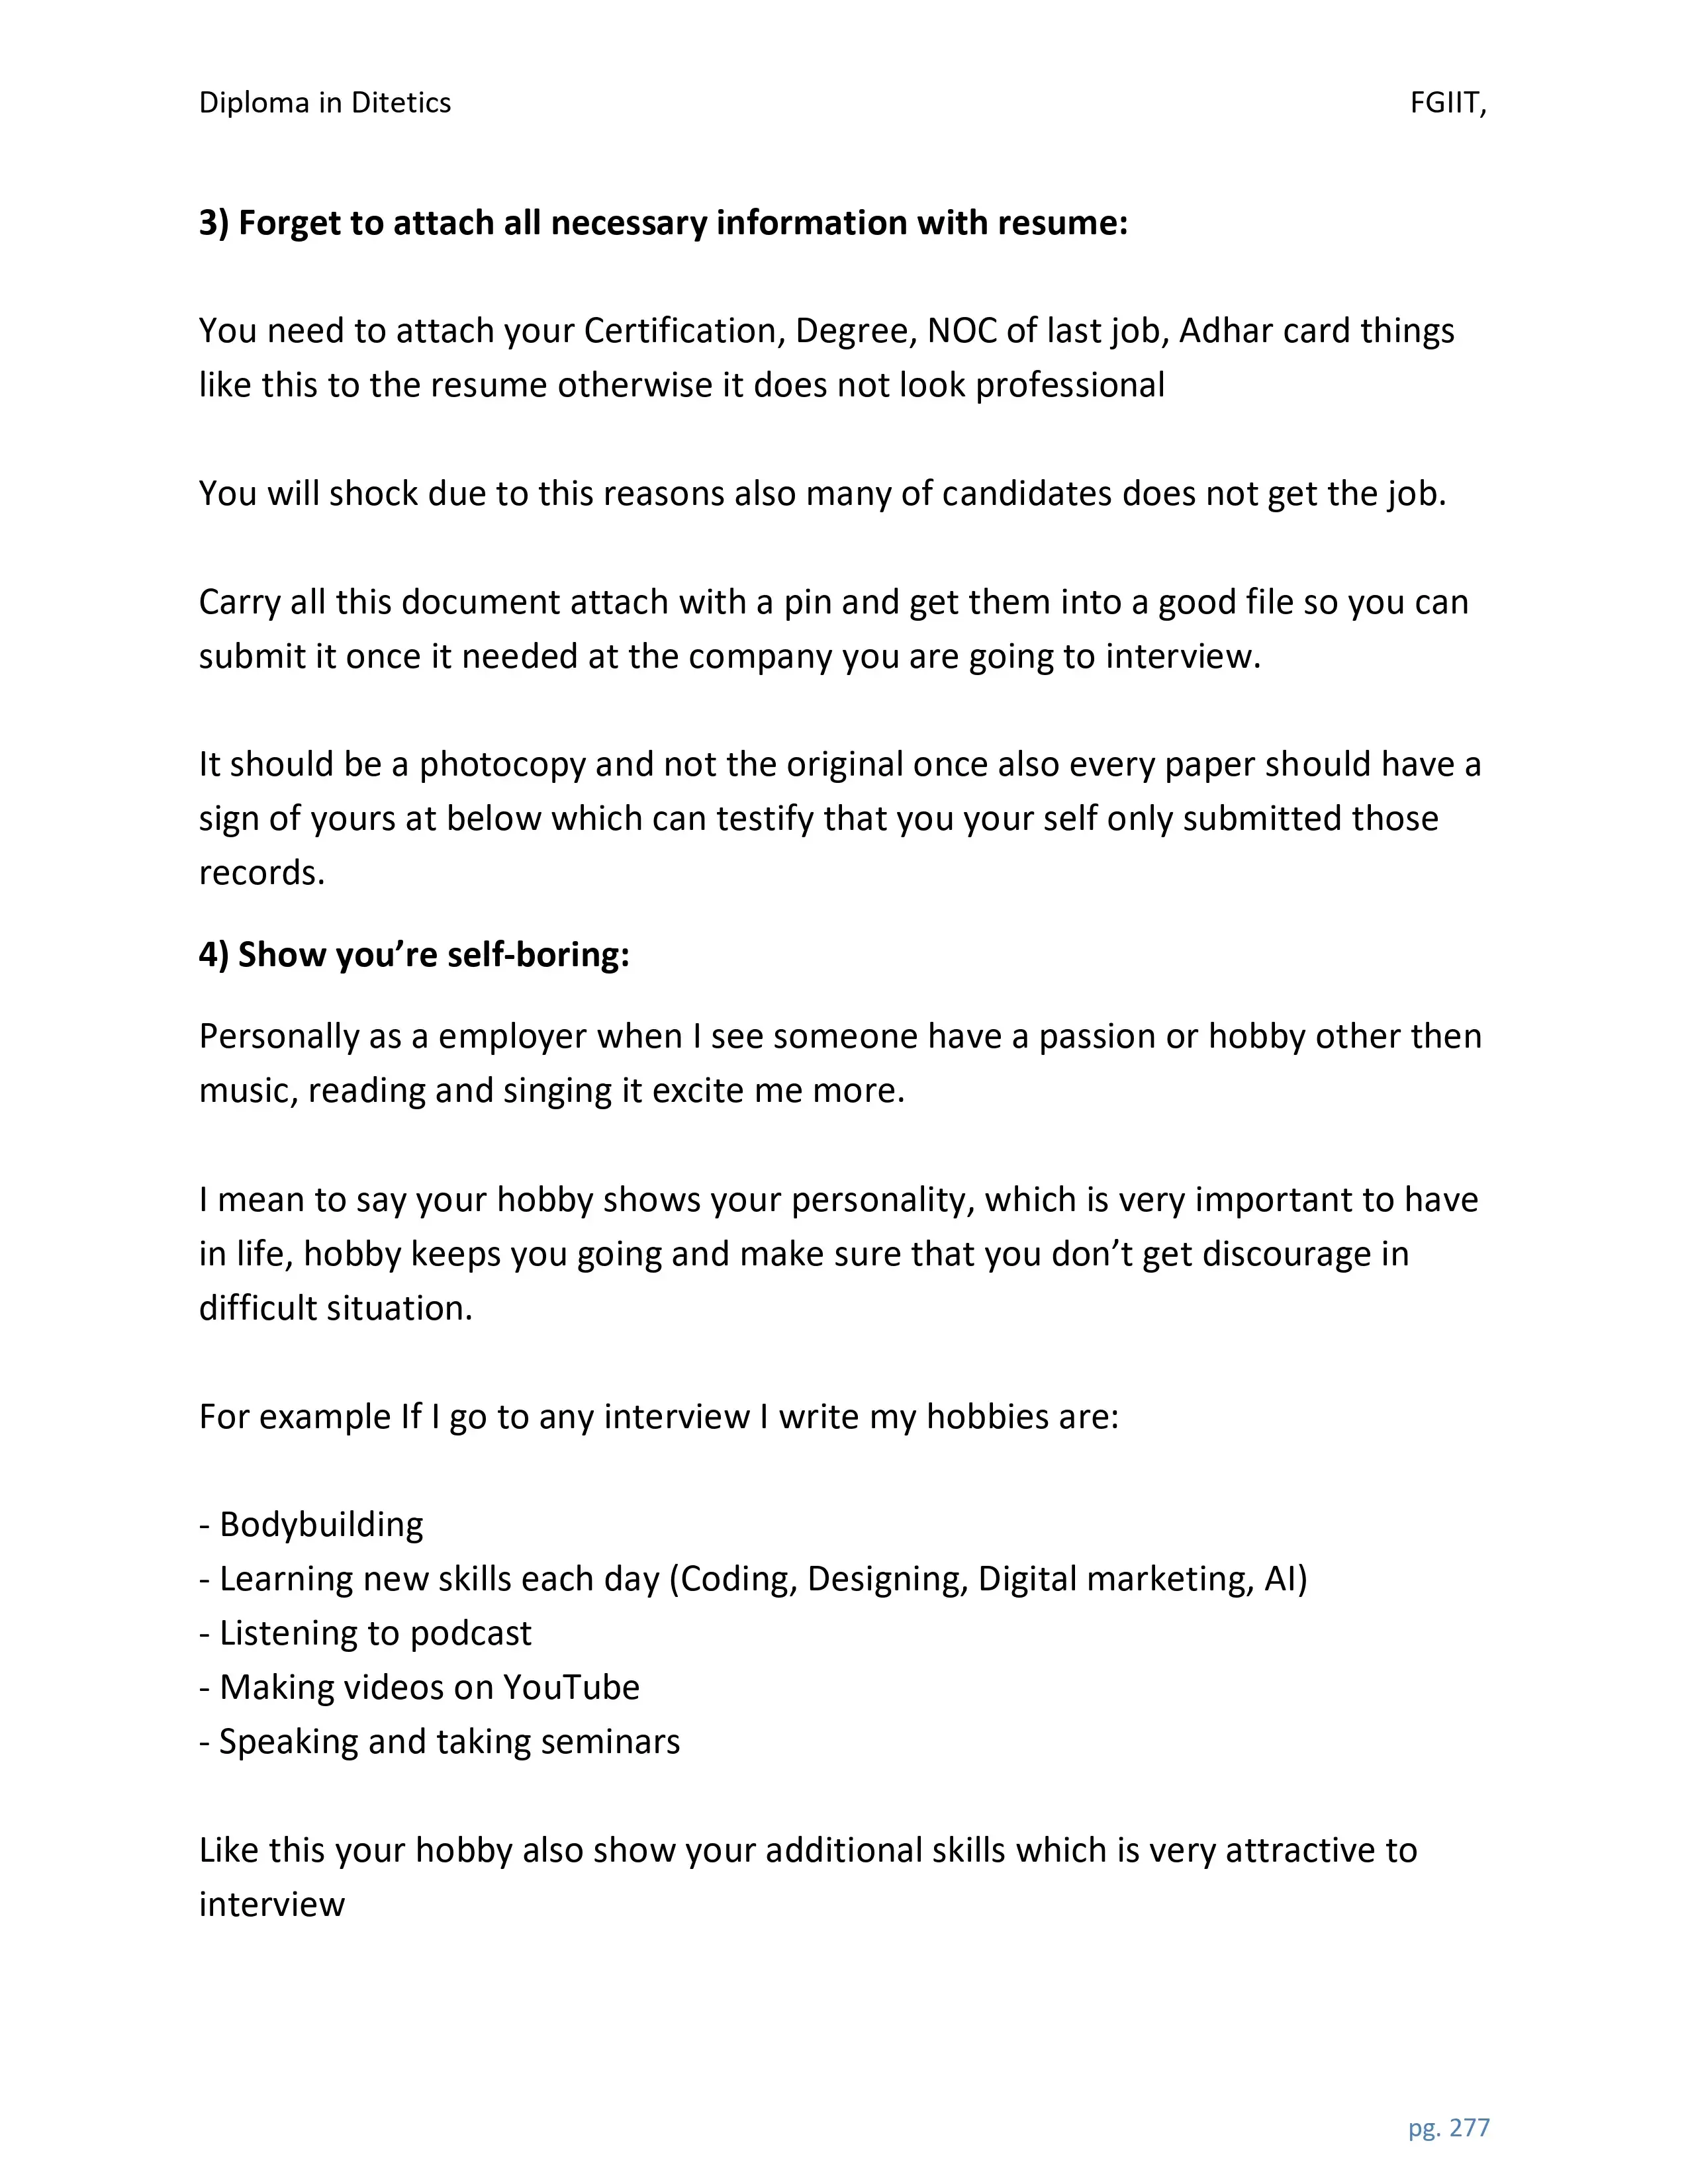 Diploma in Ditetics FGIIT,
3) Forget to attach all necessary information with resume:
You need to attach your Certification, Degree, NOC of last job, Adhar card things
like this to the resume otherwise it does not look professional
You will shock due to this reasons also many of candidates does not get the job.
Carry all this document attach with a pin and get them into a good file so you can
submit it once it needed at the company you are going to interview.
It should be a photocopy and not the original once also every paper should have a
sign of yours at below which can testify that you your self only submitted those
records.
4) Show you’re self-boring:
Personally as a employer when I see someone have a passion or hobby other then
music, reading and singing it excite me more.
I mean to say your hobby shows your personality, which is very important to have
in life, hobby keeps you going and make sure that you don’t get discourage in
difficult situation.
For example If I go to any interview I write my hobbies are:
- Bodybuilding
- Learning new skills each day (Coding, Designing, Digital marketing, AI)
- Listening to podcast
- Making videos on YouTube
- Speaking and taking seminars
Like this your hobby also show your additional skills which is very attractive to
interview
pg. 277